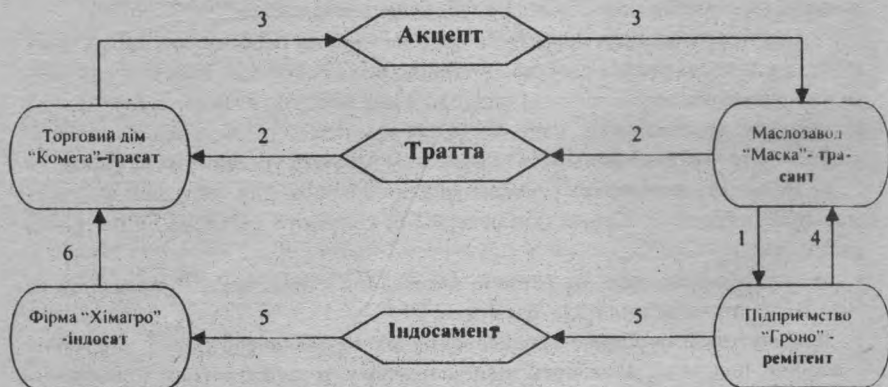 3
Акцепт
3
Торговий дім
"Комета"-трасат
2
Тратта
2
Маслозавод
"Маска"- тра-
сант
6
1
4
Фірма "Хімагро"
-індосат
5
Індосамент
5
Підприємство
"Гроно" -
ремітент